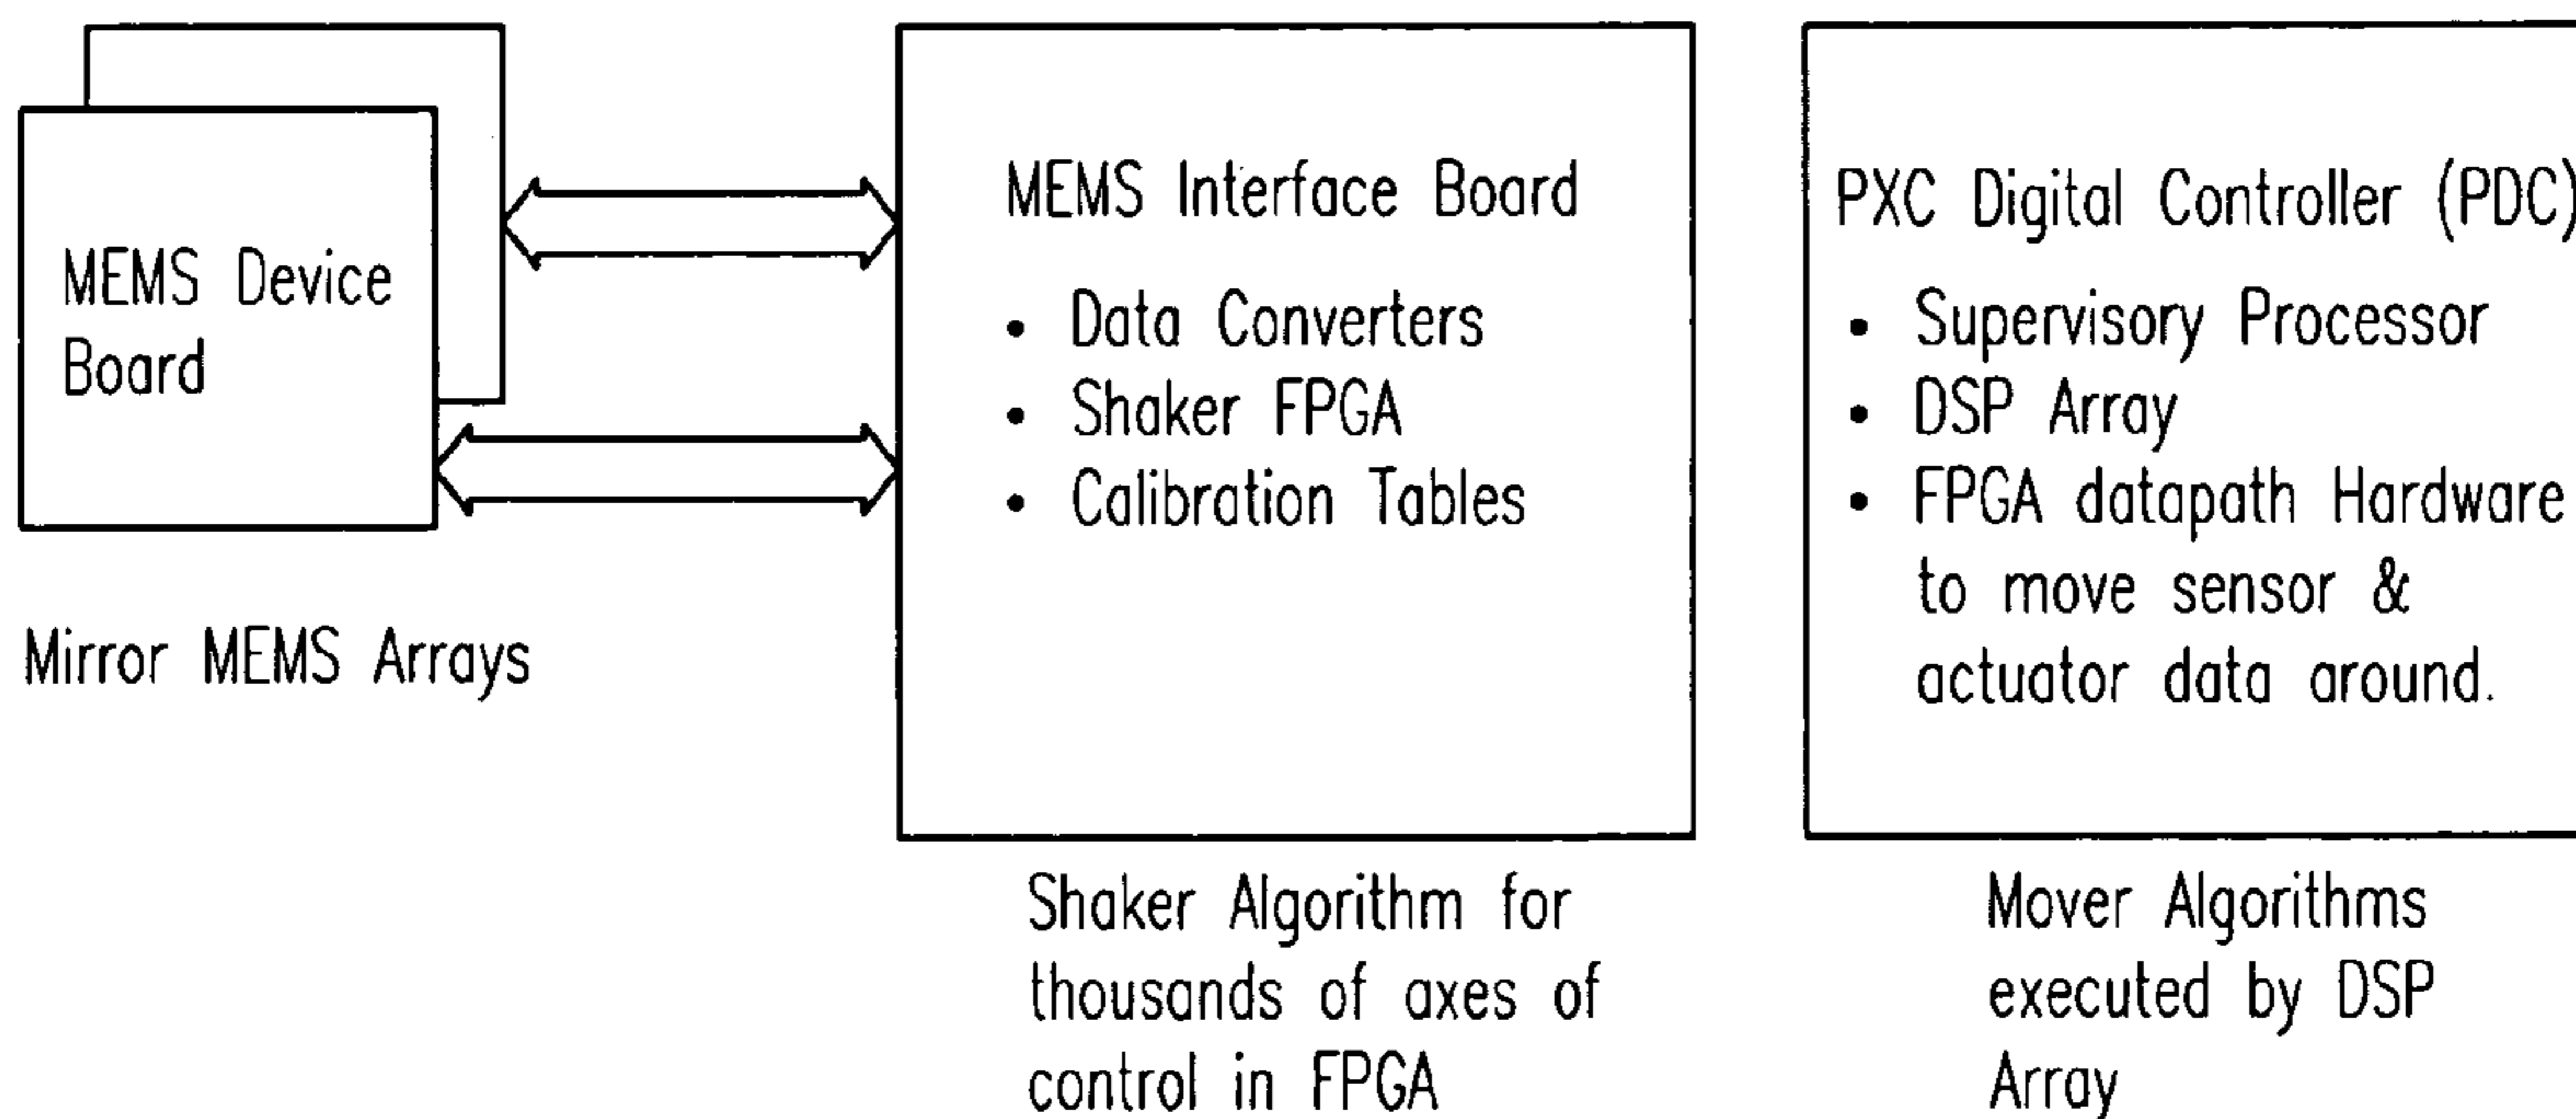 MEMS Device
Board
Mirror MEMS Arrays
MEMS Interface Board
• Data Converters
• Shaker FPGA
• Calibration Tables
Shaker Algorithm for
thousands of axes of
control in FPGA
PXC Digital Controller (PDC)
• Supervisory Processor
• DSP Array
• FPGA datapath Hardware
to move sensor &
actuator data around.
Mover Algorithms
executed by DSP
Array